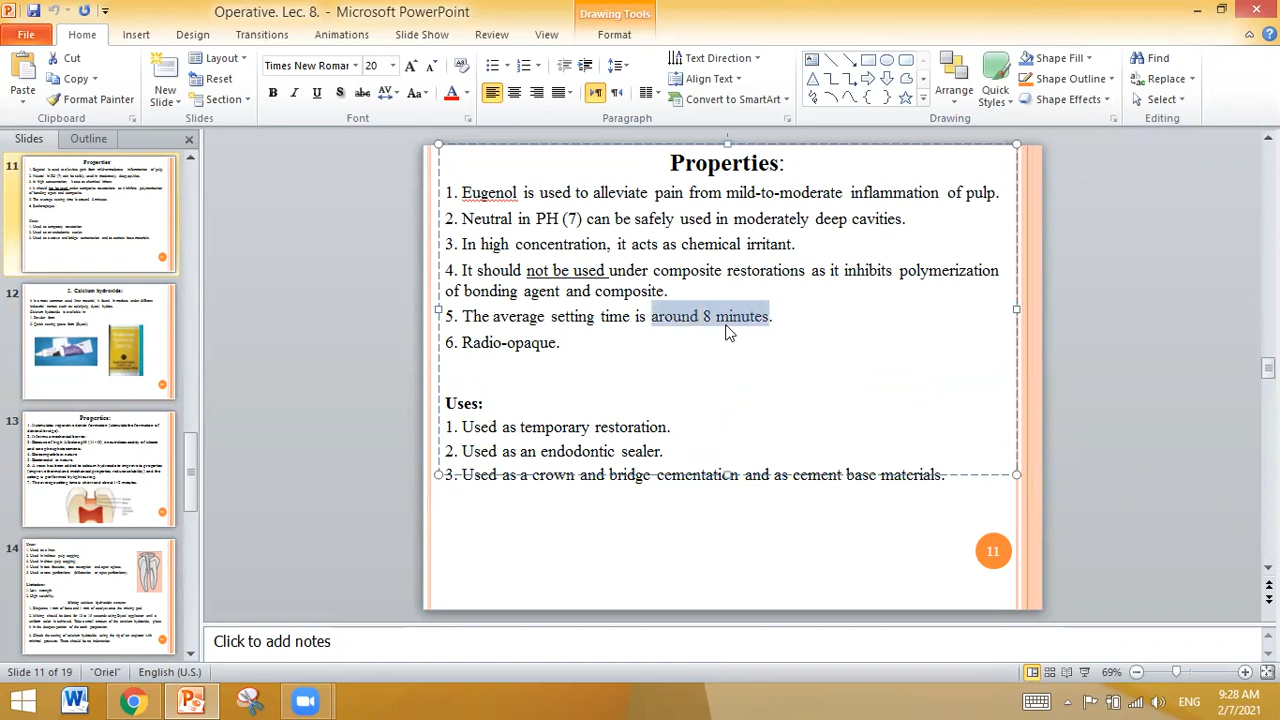 Operative. Lec. 8. - Microsoft PowerPoint
Drawing Tools
File Home Insert Design Transitions Animations Slide Show Review View Format
Paste
Cut
Copy
Format Painter
Clipboard
New Slide
Layout
Reset
Section
Slides
Times New Romar 20
Font
Text Direction
Align Text
Convert to SmartArt
Paragraph
Arrange
Quick Styles
Shape Fill
Shape Outline
Shape Effects
Drawing
Find
Replace
Select
Editing
Slides Outline
11
12
2. Calcium hydroxide:
13
Properties:
14
Properties:
1. Eugenol is used to alleviate pain from mild-to-moderate inflammation of pulp.
2. Neutral in PH (7) can be safely used in moderately deep cavities.
3. In high concentration, it acts as chemical irritant.
4. It should not be used under composite restorations as it inhibits polymerization
of bonding agent and composite.
5. The average setting time is around 8 minutes.
6. Radio-opaque.
Uses:
1. Used as temporary restoration.
2. Used as an endodontic sealer.
3. Used as a crown and bridge cementation and as cement base materials.
11
Click to add notes
Slide 11 of 19 "Oriel" English (U.S.) 69%
ENG
9:28 AM
2/7/2021